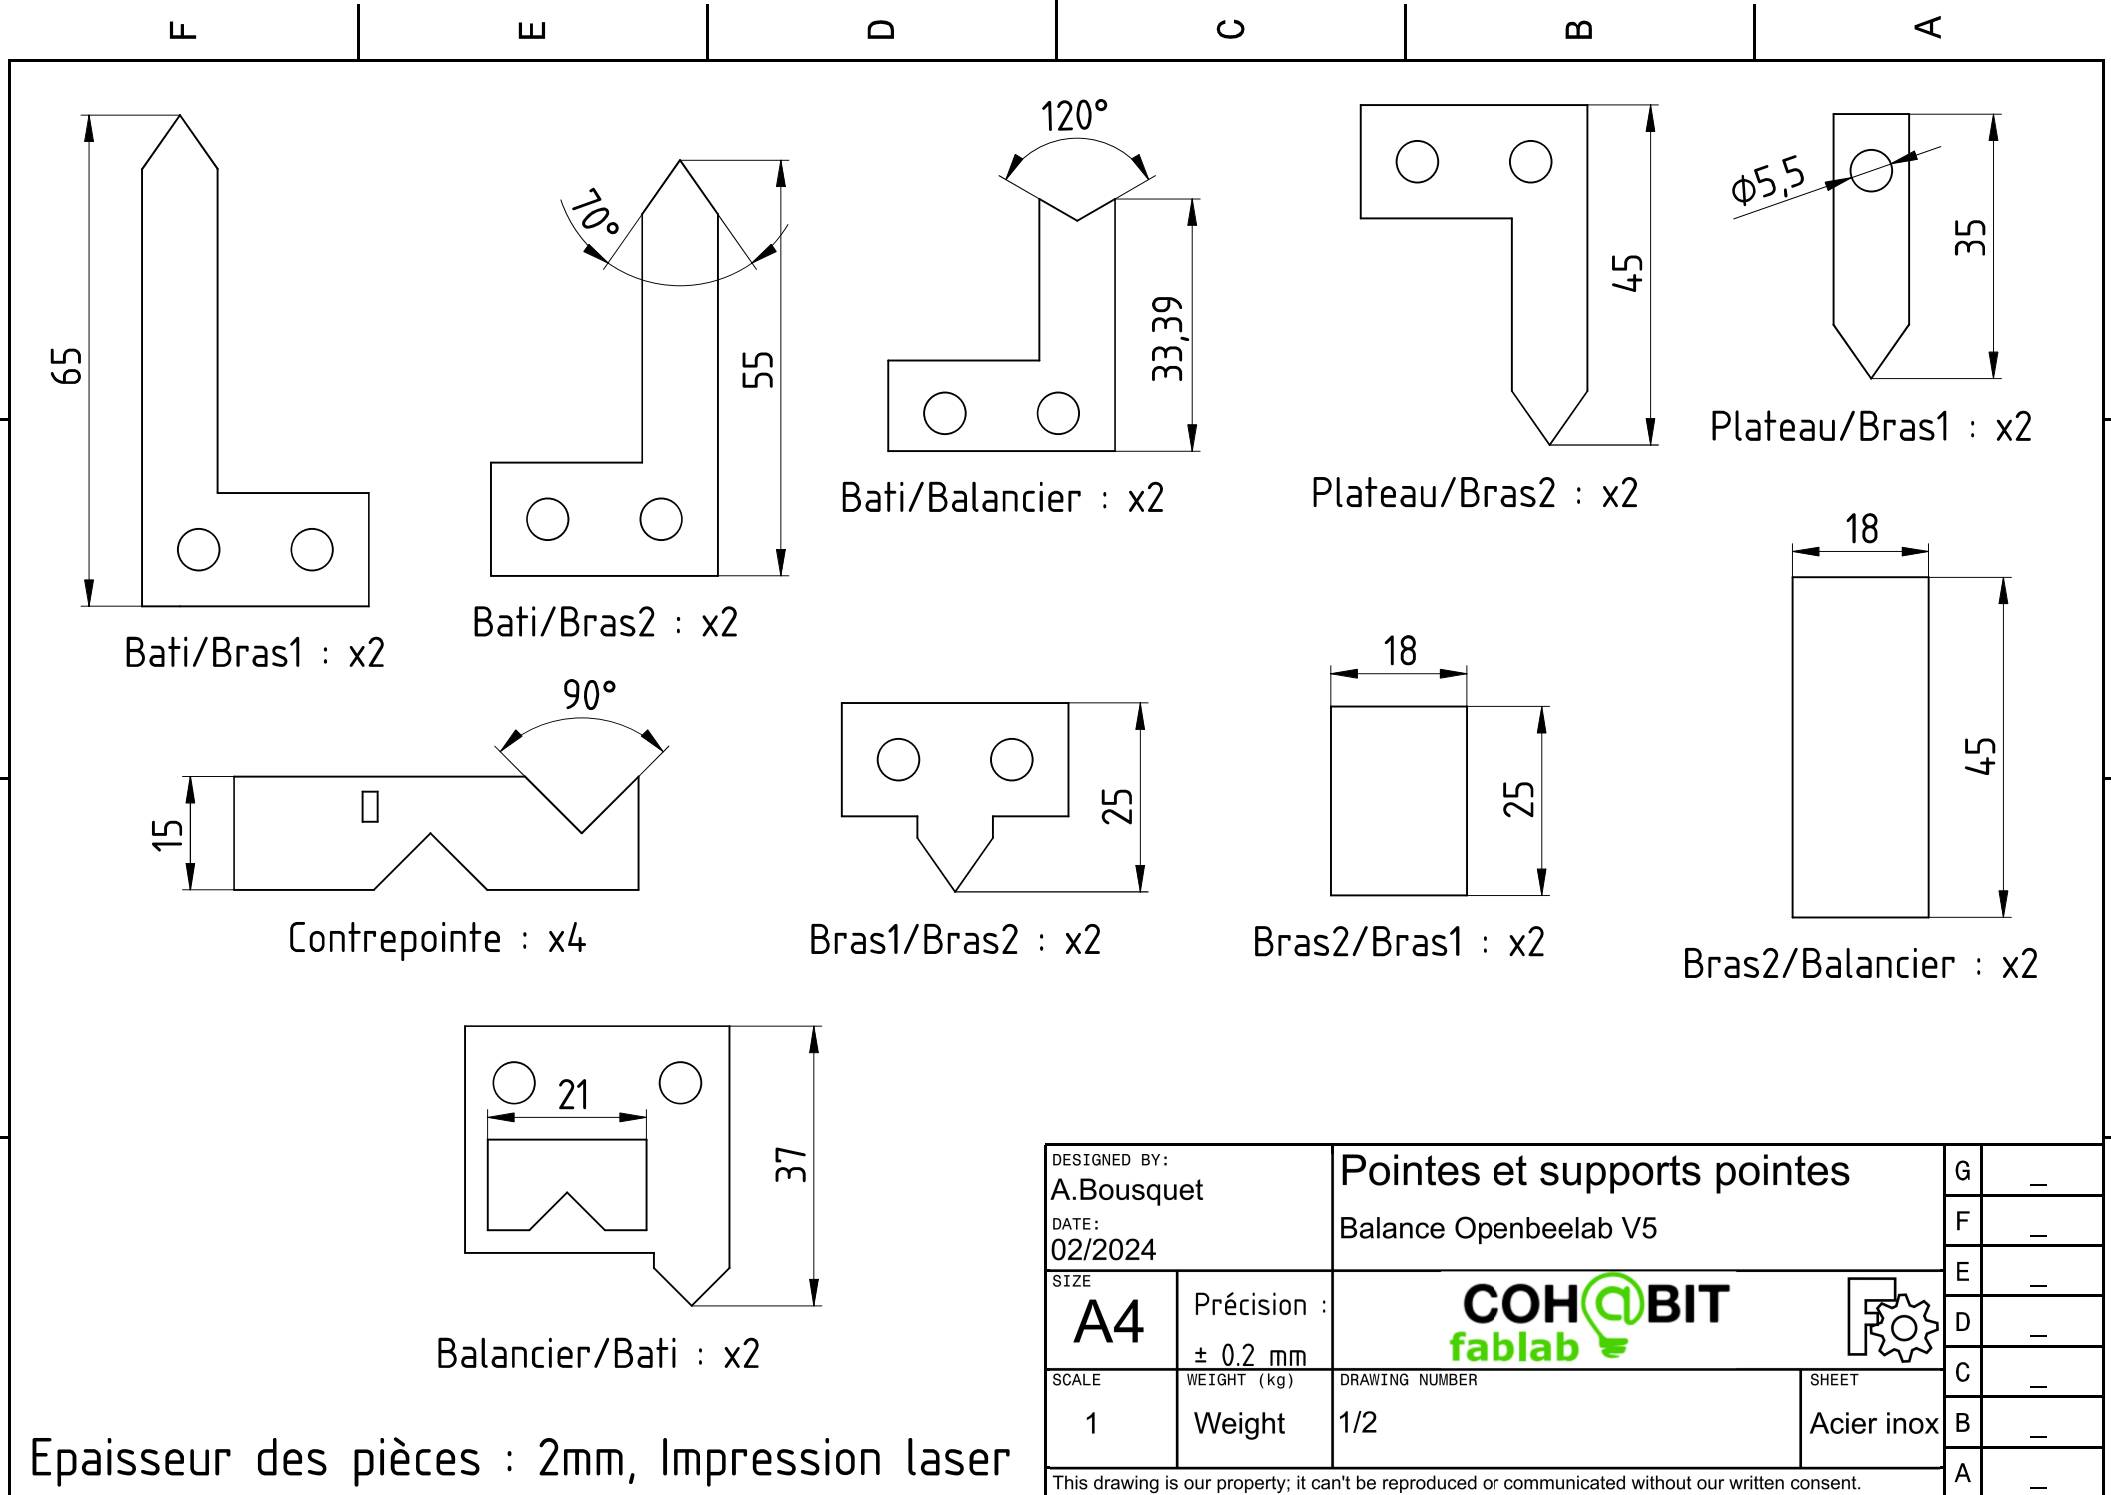 F E D C B A
65
Bati/Bras1 : x2
70°
55
Bati/Bras2 : x2
120°
33,39
Bati/Balancier : x2
45
Plateau/Bras2 : x2
Φ5,5
35
Plateau/Bras1 : x2
90°
15
Contrepointe : x4
25
Bras1/Bras2 : x2
18
25
Bras2/Bras1 : x2
18
45
Bras2/Balancier : x2
21
37
Balancier/Bati : x2
Epaisseur des pièces : 2mm, Impression laser
DESIGNED BY:
A.Bousquet
DATE:
02/2024
Pointes et supports pointes
Balance Openbeelab V5
SIZE
A4
Précision :
± 0.2 mm
COH@BIT
fablab
SCALE
1
WEIGHT (kg)
Weight
DRAWING NUMBER
1/2
SHEET
Acier inox
This drawing is our property; it can't be reproduced or communicated without our written consent.
G _
F _
E _
D _
C _
B _
A _